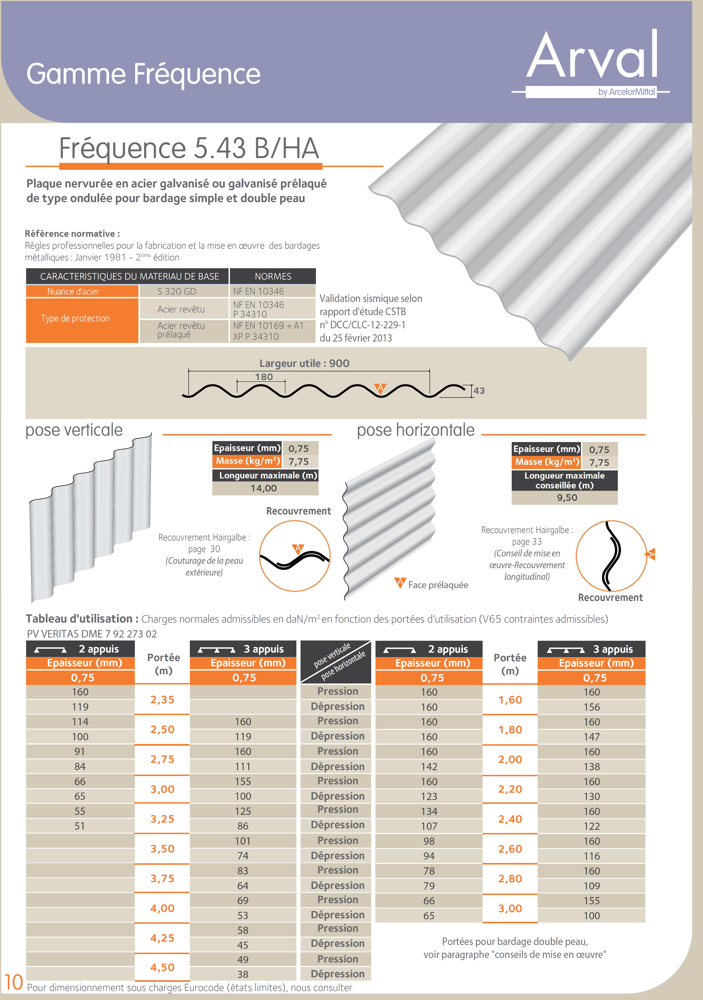 Gamme Fréquence
Arval
by ArcelorMittal
Fréquence 5.43 B/HA
Plaque nervurée en acier galvanisé ou galvanisé prélaqué
de type ondulée pour bardage simple et double peau
Référence normative :
Règles professionnelles pour la fabrication et la mise en œuvre des bardages
métalliques : Janvier 1981 - 2ème édition
CARACTERISTIQUES DU MATERIAU DE BASE NORMES
Nuance d'acier S 320 GD NF EN 10346
Type de protection
Acier revêtu
NF EN 10346
P 34310
Acier revêtu
prélaqué
NF EN 10169 + A1
XP P 34310
Validation sismique selon
rapport d'étude CSTB
n° DCC/CLC-12-229-1
du 25 février 2013
Largeur utile : 900
180
A
43
pose verticale
Epaisseur (mm) 0,75
Masse (kg/m²) 7,75
Longueur maximale (m)
14,00
Recouvrement
Recouvrement Hairgalbe :
page 30
(Couturage de la peau
extérieure)
A
pose horizontale
Epaisseur (mm) 0,75
Masse (kg/m²) 7,75
Longueur maximale
conseillée (m)
9,50
Recouvrement Hairgalbe :
page 33
(Conseil de mise en
œuvre-Recouvrement
longitudinal)
A
A Face prélaquée
Recouvrement
Tableau d'utilisation : Charges normales admissibles en daN/m² en fonction des portées d'utilisation (V65 contraintes admissibles)
PV VERITAS DME 7 92 273 02
2 appuis Portée (m) 3 appuis pose verticale pose horizontale 2 appuis Portée (m) 3 appuis
Epaisseur (mm) Epaisseur (mm) Epaisseur (mm) Epaisseur (mm)
0,75 0,75 0,75 0,75
160 2,35 Pression 160 1,60 160
119 Dépression 160 156
114 2,50 160 Pression 160 1,80 160
100 119 Dépression 160 147
91 2,75 160 Pression 160 2,00 160
84 111 Dépression 142 138
66 3,00 155 Pression 160 2,20 160
65 100 Dépression 123 130
55 3,25 125 Pression 134 2,40 160
51 86 Dépression 107 122
3,50 101 Pression 98 2,60 160
74 Dépression 94 116
3,75 83 Pression 78 2,80 160
64 Dépression 79 109
4,00 69 Pression 66 3,00 155
53 Dépression 65 100
4,25 58 Pression
45 Dépression
4,50 49 Pression
38 Dépression
Portées pour bardage double peau,
voir paragraphe "conseils de mise en œuvre"
10
Pour dimensionnement sous charges Eurocode (états limites), nous consulter